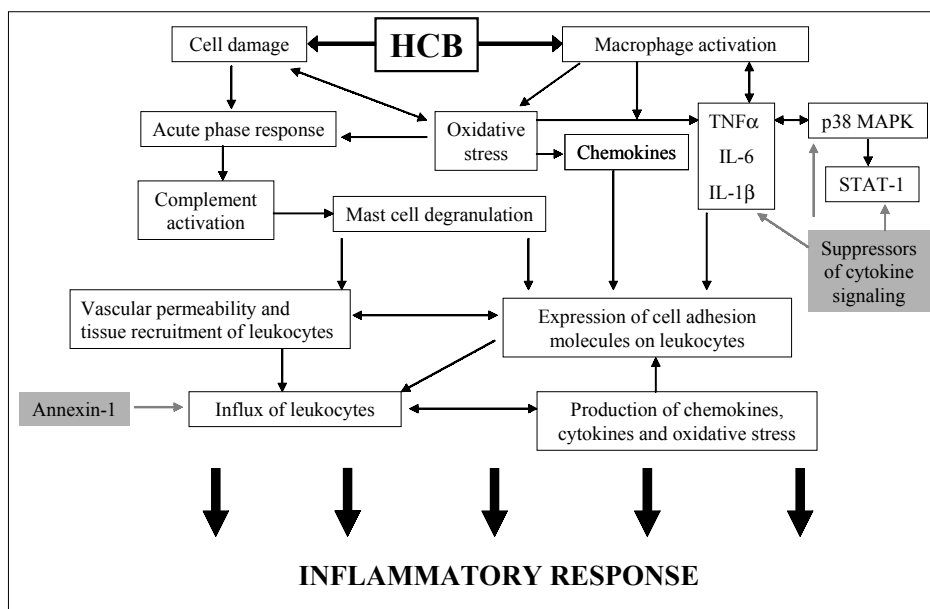 Cell damage
HCB
Macrophage activation
Acute phase response
Oxidative
stress
Chemokines
TNFα
IL-6
IL-1β
p38 MAPK
STAT-1
Complement
activation
Mast cell degranulation
Suppressors
of cytokine
signaling
Vascular permeability and
tissue recruitment of leukocytes
Expression of cell adhesion
molecules on leukocytes
Annexin-1
Influx of leukocytes
Production of chemokines,
cytokines and oxidative stress
INFLAMMATORY RESPONSE